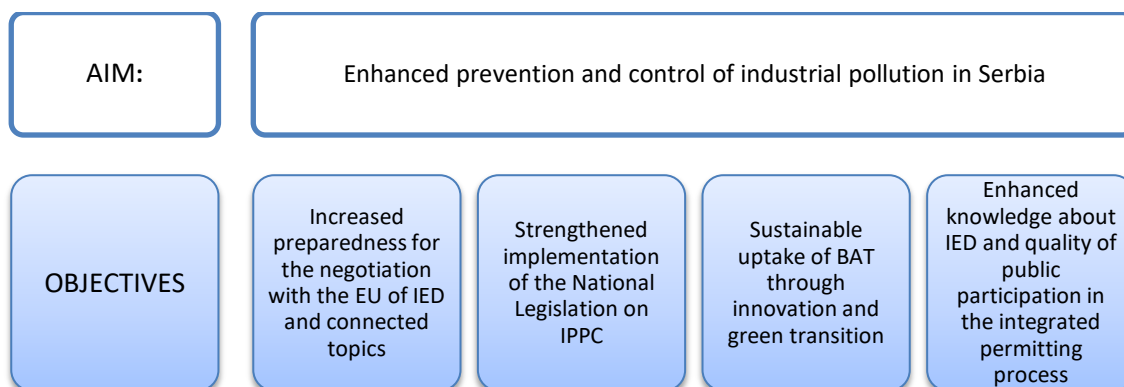 AIM:
Enhanced prevention and control of industrial pollution in Serbia
OBJECTIVES
Increased
preparedness for
the negotiation
with the EU of IED
and connected
topics
Strengthened
implementation
of the National
Legislation on
IPPC
Sustainable
uptake of BAT
through
innovation and
green transition
Enhanced
knowledge about
IED and quality of
public
participation in
the integrated
permitting
process